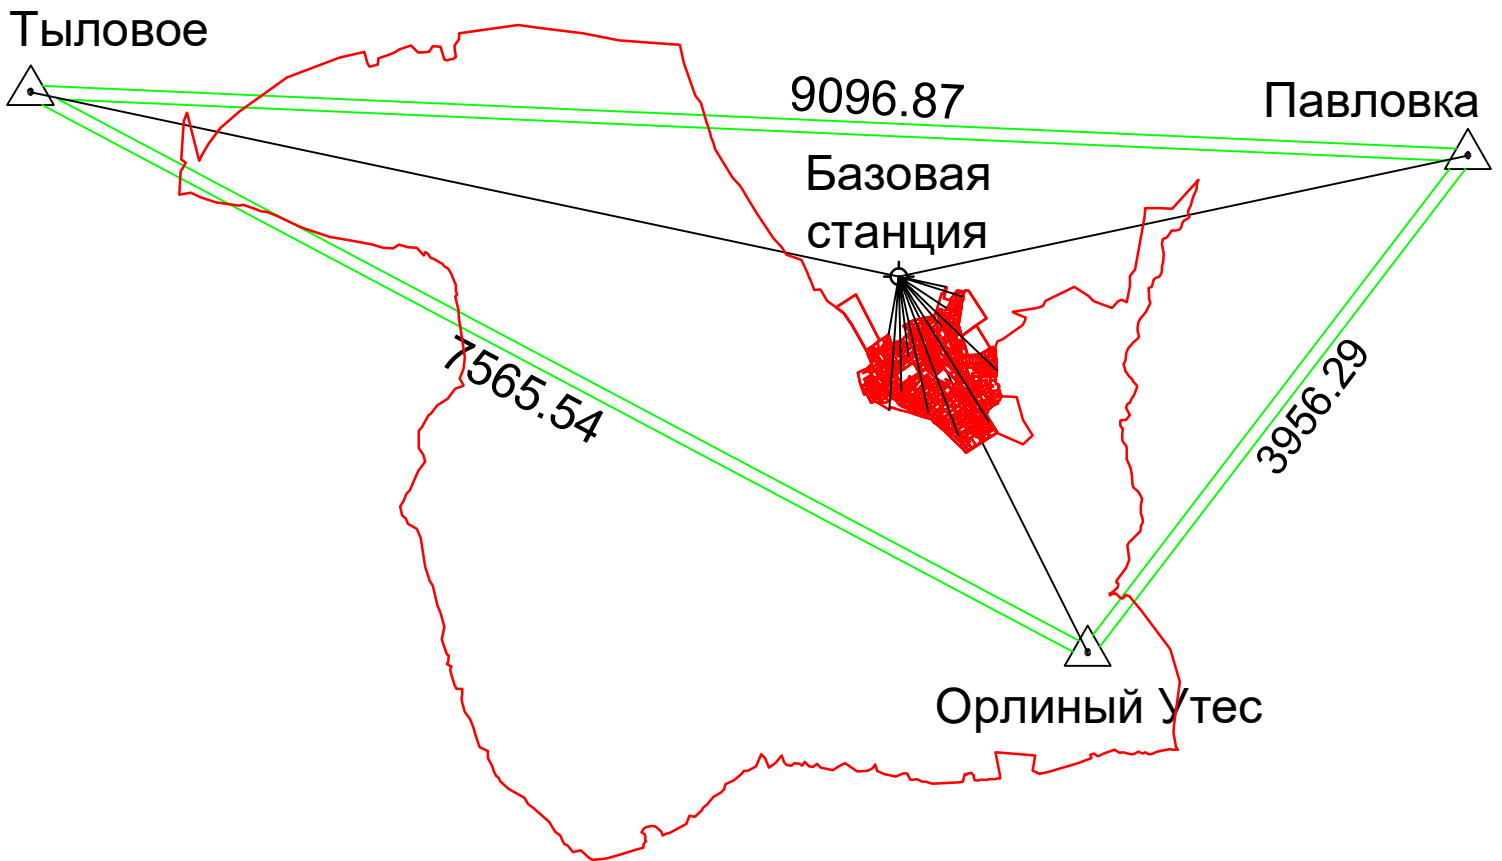 Тыловое
9096.87
Павловка
Базовая
станция
7565.54
3956.29
Орлиный Утес